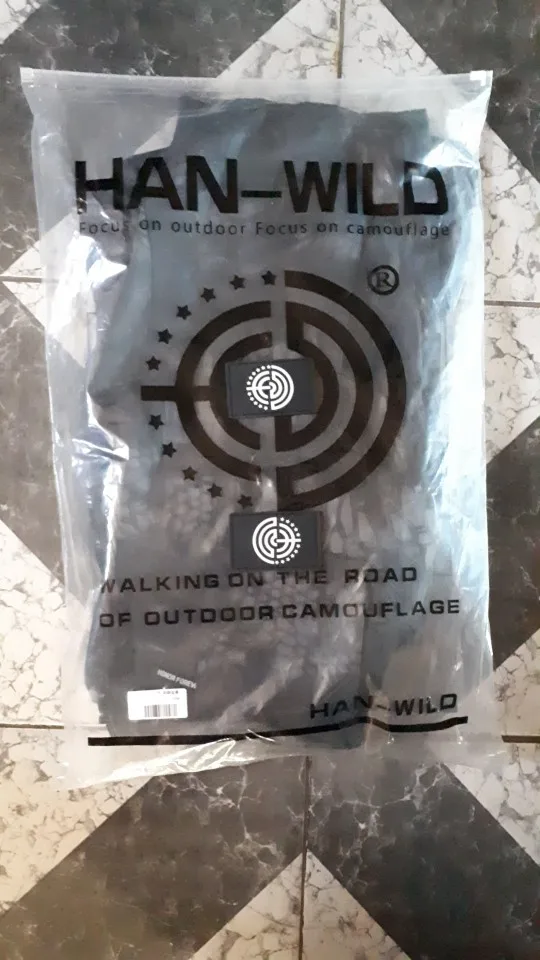 HAN-WILD
Focus on outdoor Focus on camouflage
®
WALKING ON THE ROAD
OF OUTDOOR CAMOUFLAGE
HAN-WILD